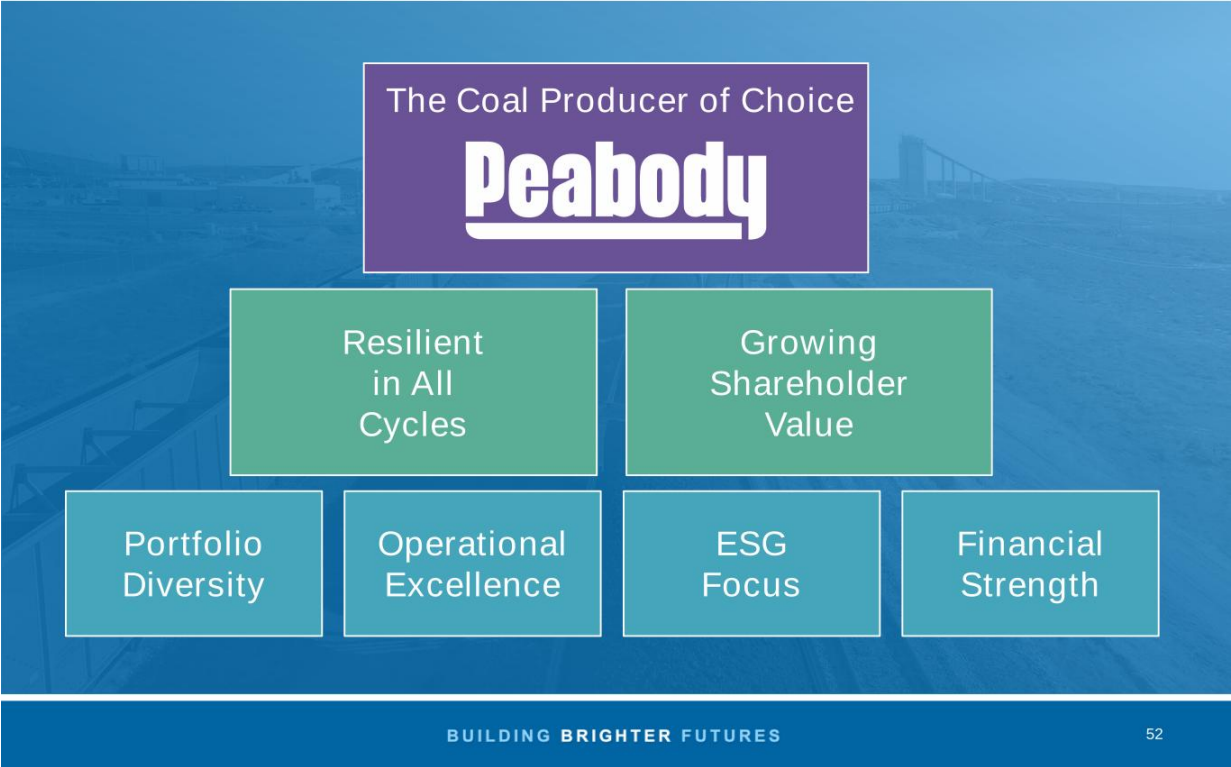 The Coal Producer of Choice
Peabody
Resilient
in All
Cycles
Growing
Shareholder
Value
Portfolio
Diversity
Operational
Excellence
ESG
Focus
Financial
Strength
BUILDING BRIGHTER FUTURES
52